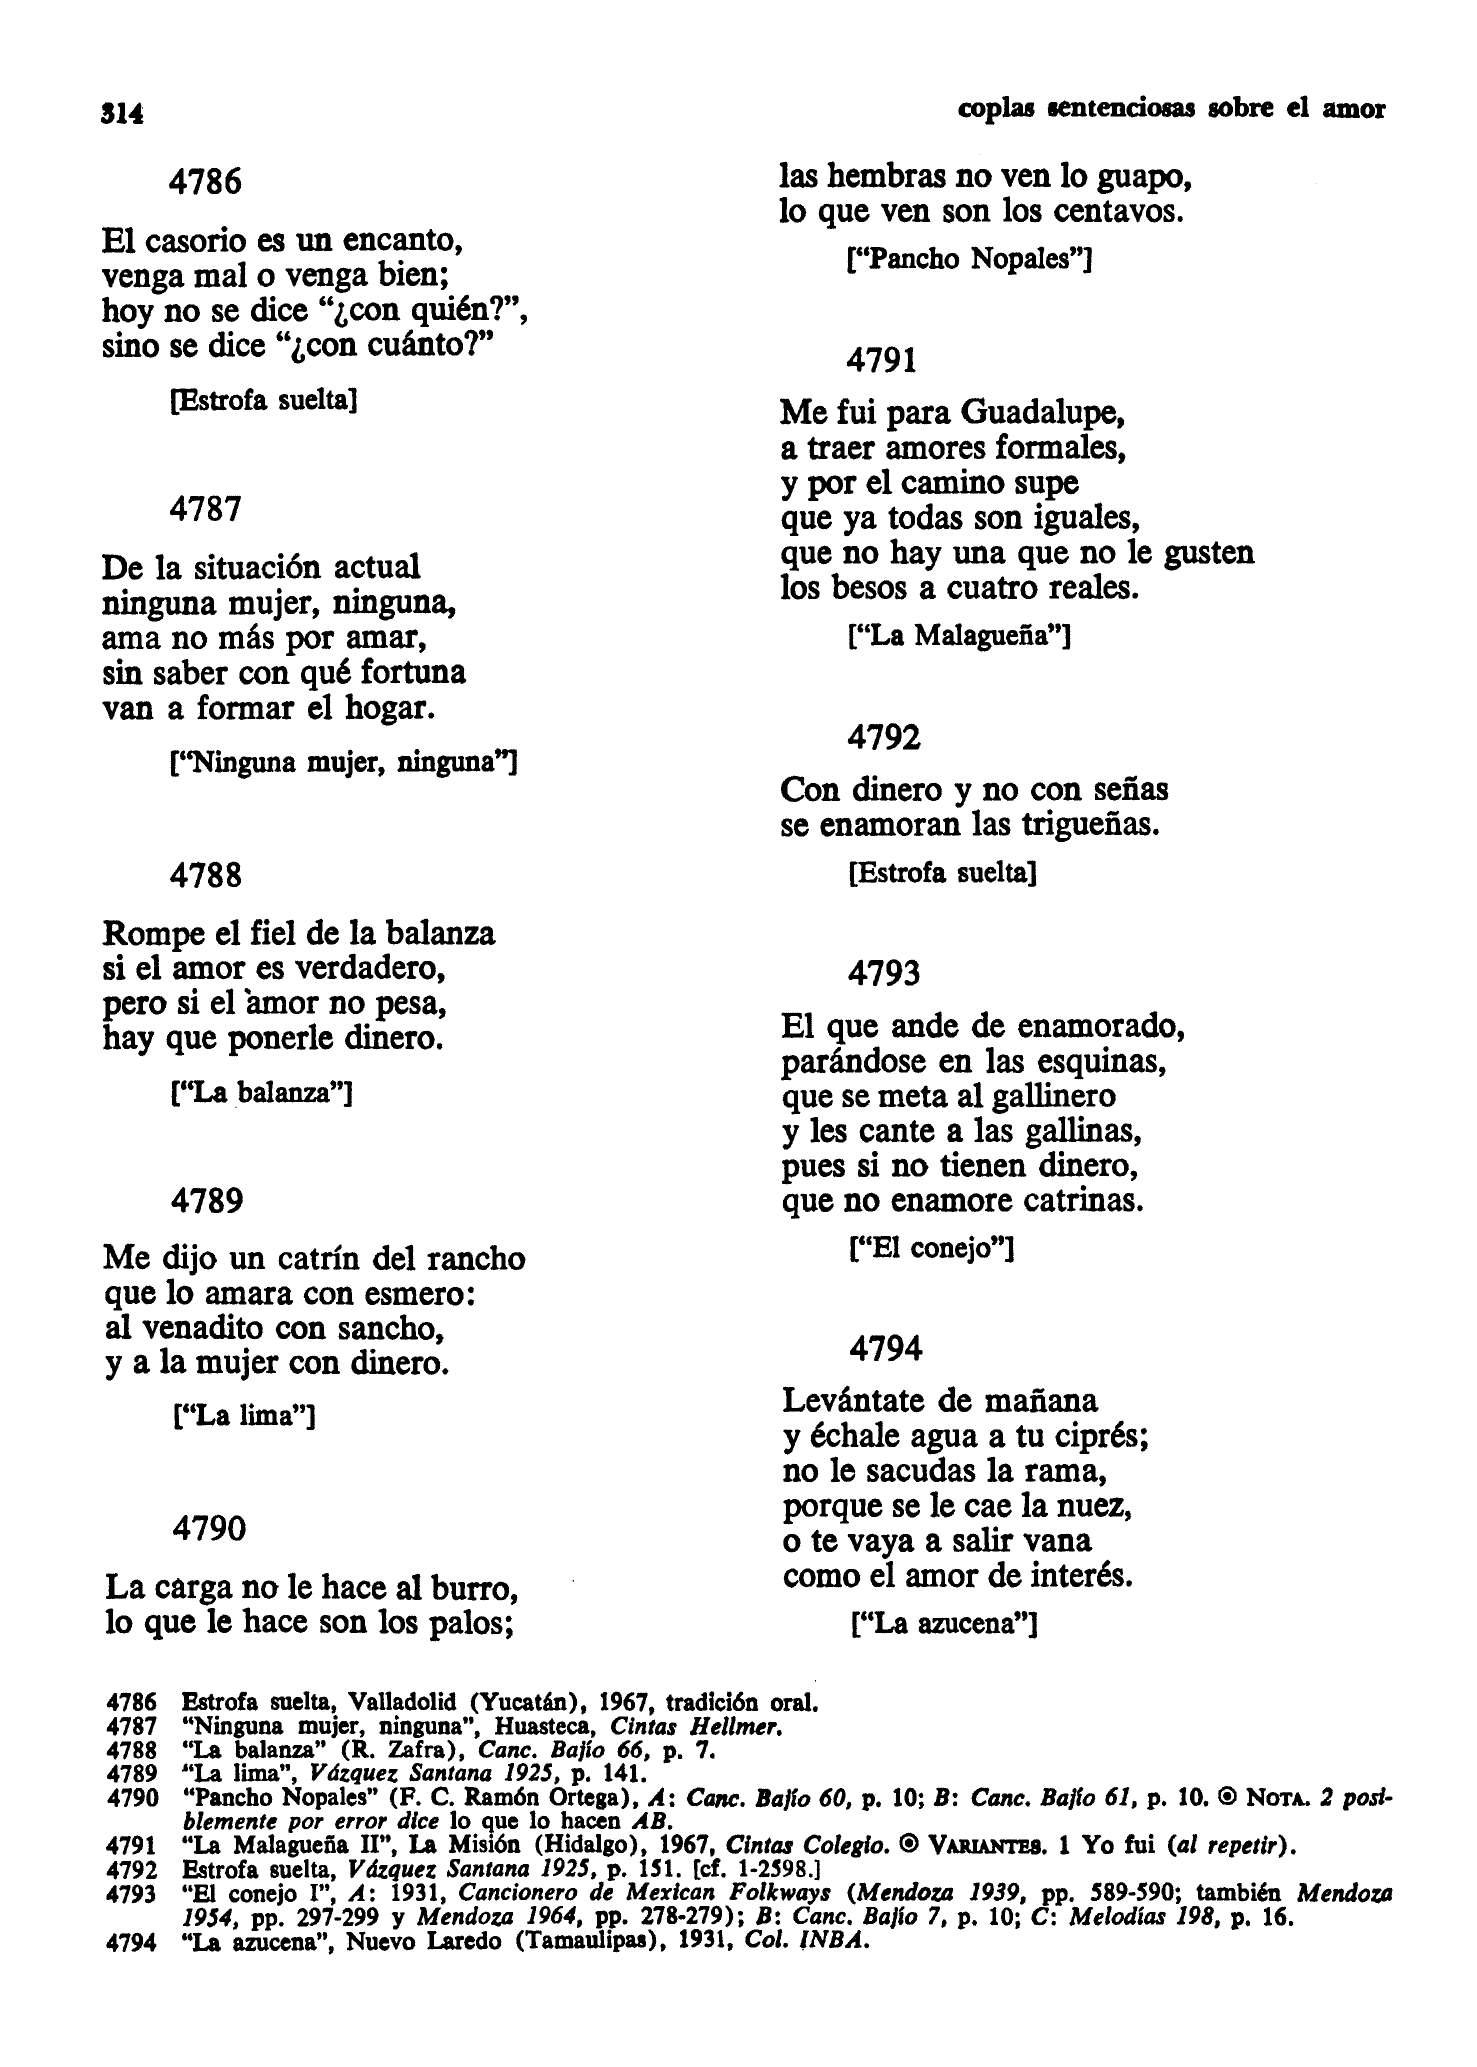 314
coplas sentenciosas sobre el amor
4786
El casorio es un encanto,
venga mal o venga bien;
hoy no se dice “¿con quién?”,
sino se dice “¿con cuánto?”
[Estrofa suelta]
4787
De la situación actual
ninguna mujer, ninguna,
ama no más por amar,
sin saber con qué fortuna
van a formar el hogar.
[“Ninguna mujer, ninguna”]
4788
Rompe el fiel de la balanza
si el amor es verdadero,
pero si el amor no pesa,
hay que ponerle dinero.
[“La balanza”]
4789
Me dijo un catrín del rancho
que lo amara con esmero:
al venadito con sancho,
y a la mujer con dinero.
[“La lima”]
4790
La carga no le hace al burro,
lo que le hace son los palos;
las hembras no ven lo guapo,
lo que ven son los centavos.
[“Pancho Nopales”]
4791
Me fui para Guadalupe,
a traer amores formales,
y por el camino supe
que ya todas son iguales,
que no hay una que no le gusten
los besos a cuatro reales.
[“La Malagueña”]
4792
Con dinero y no con señas
se enamoran las trigueñas.
[Estrofa suelta]
4793
El que ande de enamorado,
parándose en las esquinas,
que se meta al gallinero
y les cante a las gallinas,
pues si no tienen dinero,
que no enamore catrinas.
[“El conejo”]
4794
Levántate de mañana
y échale agua a tu ciprés;
no le sacudas la rama,
porque se le cae la nuez,
o te vaya a salir vana
como el amor de interés.
[“La azucena”]
4786 Estrofa suelta, Valladolid (Yucatán), 1967, tradición oral.
4787 “Ninguna mujer, ninguna”, Huasteca, Cintas Hellmer.
4788 “La balanza” (R. Zafra), Canc. Bajío 66, p. 7.
4789 “La lima”, Vázquez Santana 1925, p. 141.
4790 “Pancho Nopales” (F. C. Ramón Ortega), A: Canc. Bajío 60, p. 10; B: Canc. Bajío 61, p. 10. ⊚ NOTA. 2 posi-
blemente por error dice lo que lo hacen AB.
4791 “La Malagueña II”, La Misión (Hidalgo), 1967, Cintas Colegio. ⊚ VARIANTES. 1 Yo fui (al repetir).
4792 Estrofa suelta, Vázquez Santana 1925, p. 151. [cf. 1-2598.]
4793 “El conejo I”, A: 1931, Cancionero de Mexican Folkways (Mendoza 1939, pp. 589-590; también Mendoza
1954, pp. 297-299 y Mendoza 1964, pp. 278-279); B: Canc. Bajío 7, p. 10; C: Melodías 198, p. 16.
4794 “La azucena”, Nuevo Laredo (Tamaulipas), 1931, Col. INBA.